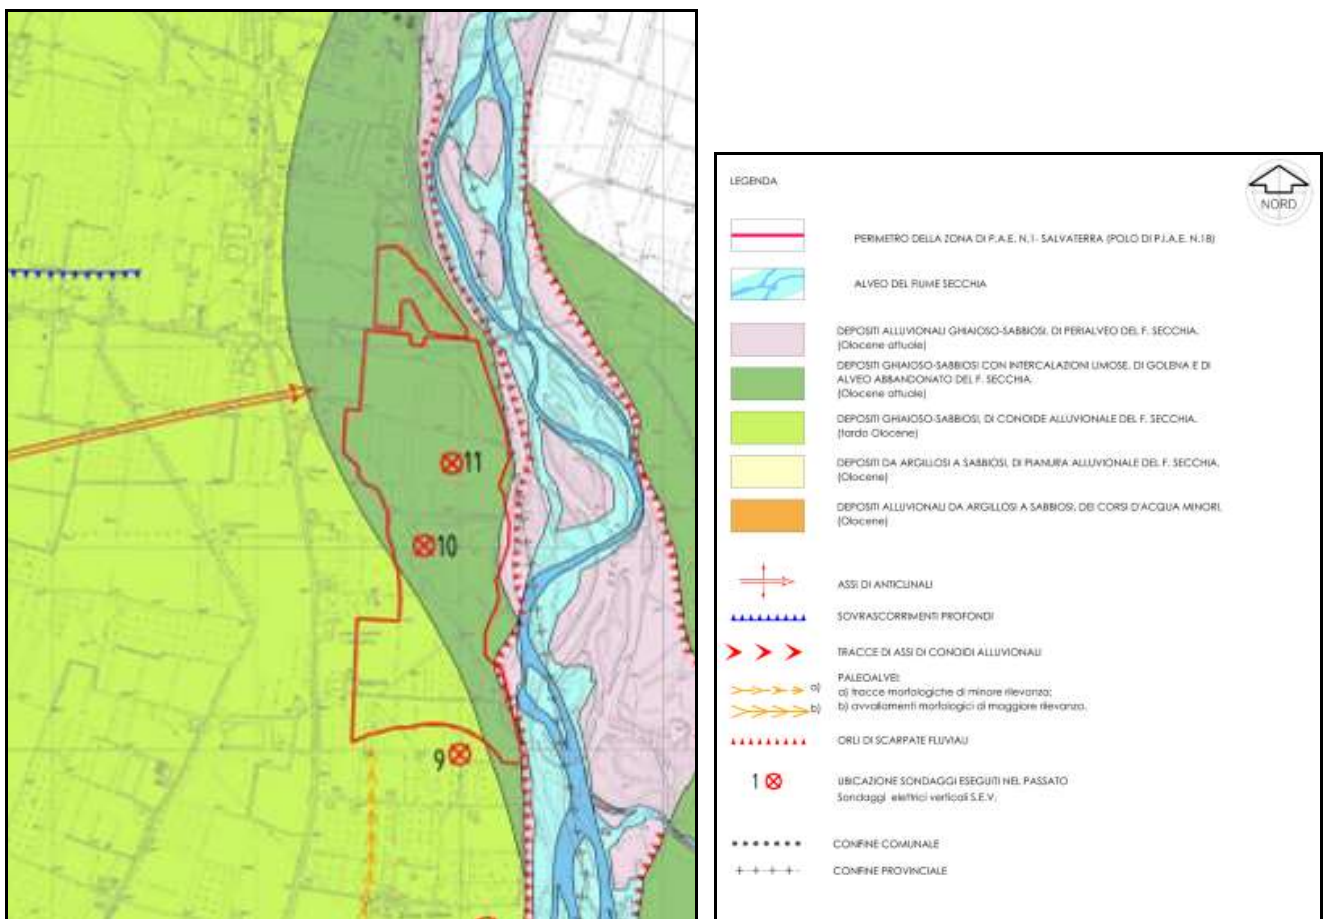 11
10
9
LEGENDA
NORD
PERIMETRO DELLA ZONA DI P.A.E. N.1- SALVATERRA (POLO DI P.I.A.E. N.18)
ALVEO DEL FIUME SECCHIA
DEPOSITI ALLUVIONALI GHIAIOSO-SABBIOSI, DI PERIALVEO DEL F. SECCHIA.
(Olocene attuale)
DEPOSITI GHIAIOSO-SABBIOSI CON INTERCALAZIONI LIMOSE, DI GOLENA E DI
ALVEO ABBANDONATO DEL F. SECCHIA.
(Olocene attuale)
DEPOSITI GHIAIOSO-SABBIOSI, DI CONOIDE ALLUVIONALE DEL F. SECCHIA.
(tardo Olocene)
DEPOSITI DA ARGILLOSI A SABBIOSI, DI PIANURA ALLUVIONALE DEL F. SECCHIA.
(Olocene)
DEPOSITI ALLUVIONALI DA ARGILLOSI A SABBIOSI, DEI CORSI D'ACQUA MINORI.
(Olocene)
ASSI DI ANTICLINALI
SOVRASCORRIMENTI PROFONDI
TRACCE DI ASSI DI CONOIDI ALLUVIONALI
PALEOALVEI:
a) a) tracce morfologiche di minore rilevanza;
b) b) avvallamenti morfologici di maggiore rilevanza.
ORLI DI SCARPATE FLUVIALI
1 UBICAZIONE SONDAGGI ESEGUITI NEL PASSATO
Sondaggi elettrici verticali S.E.V.
CONFINE COMUNALE
CONFINE PROVINCIALE